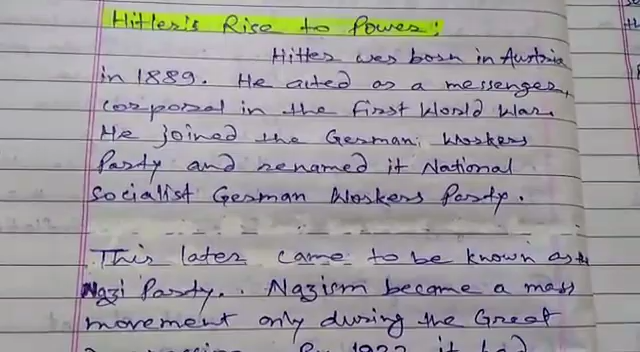 Hitler's Rise to Power;
Hitler was born in Austria
in 1889. He acted as a messenger,
corporal in the First World War.
He joined the German Workers
Party and renamed it National
socialist German Workers Party.
This later came to be known as the
Nazi Party. Nazism became a mass
movement only during the Great
it had